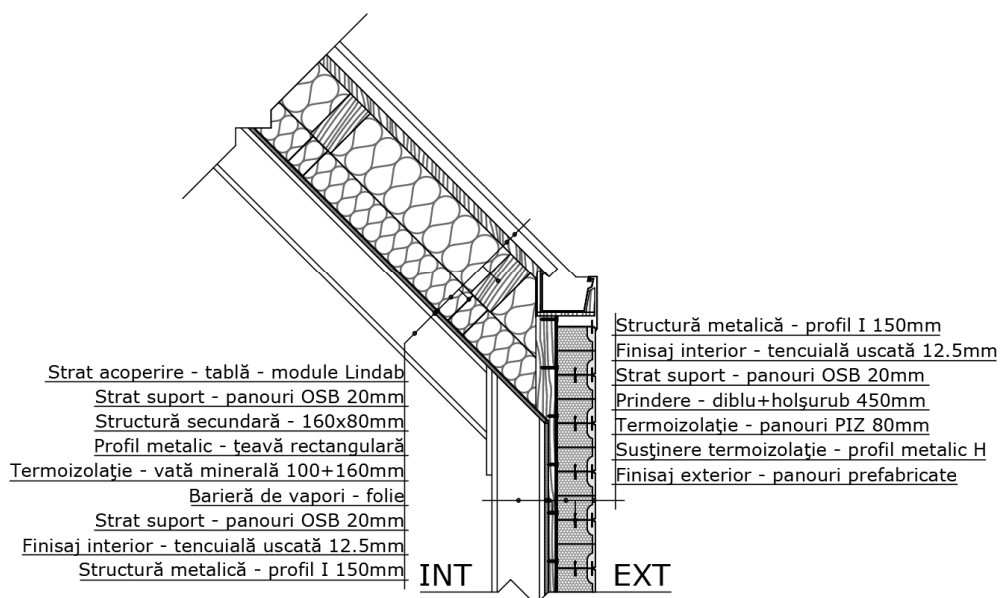 Strat acoperire - tablă - module Lindab
Strat suport - panouri OSB 20mm
Structură secundară - 160x80mm
Profil metalic - ţeavă rectangulară
Termoizolaţie - vată minerală 100+160mm
Barieră de vapori - folie
Strat suport - panouri OSB 20mm
Finisaj interior - tencuială uscată 12.5mm
Structură metalică - profil I 150mm
INT
EXT
Structură metalică - profil I 150mm
Finisaj interior - tencuială uscată 12.5mm
Strat suport - panouri OSB 20mm
Prindere - diblu+holşurub 450mm
Termoizolaţie - panouri PIZ 80mm
Susţinere termoizolaţie - profil metalic H
Finisaj exterior - panouri prefabricate